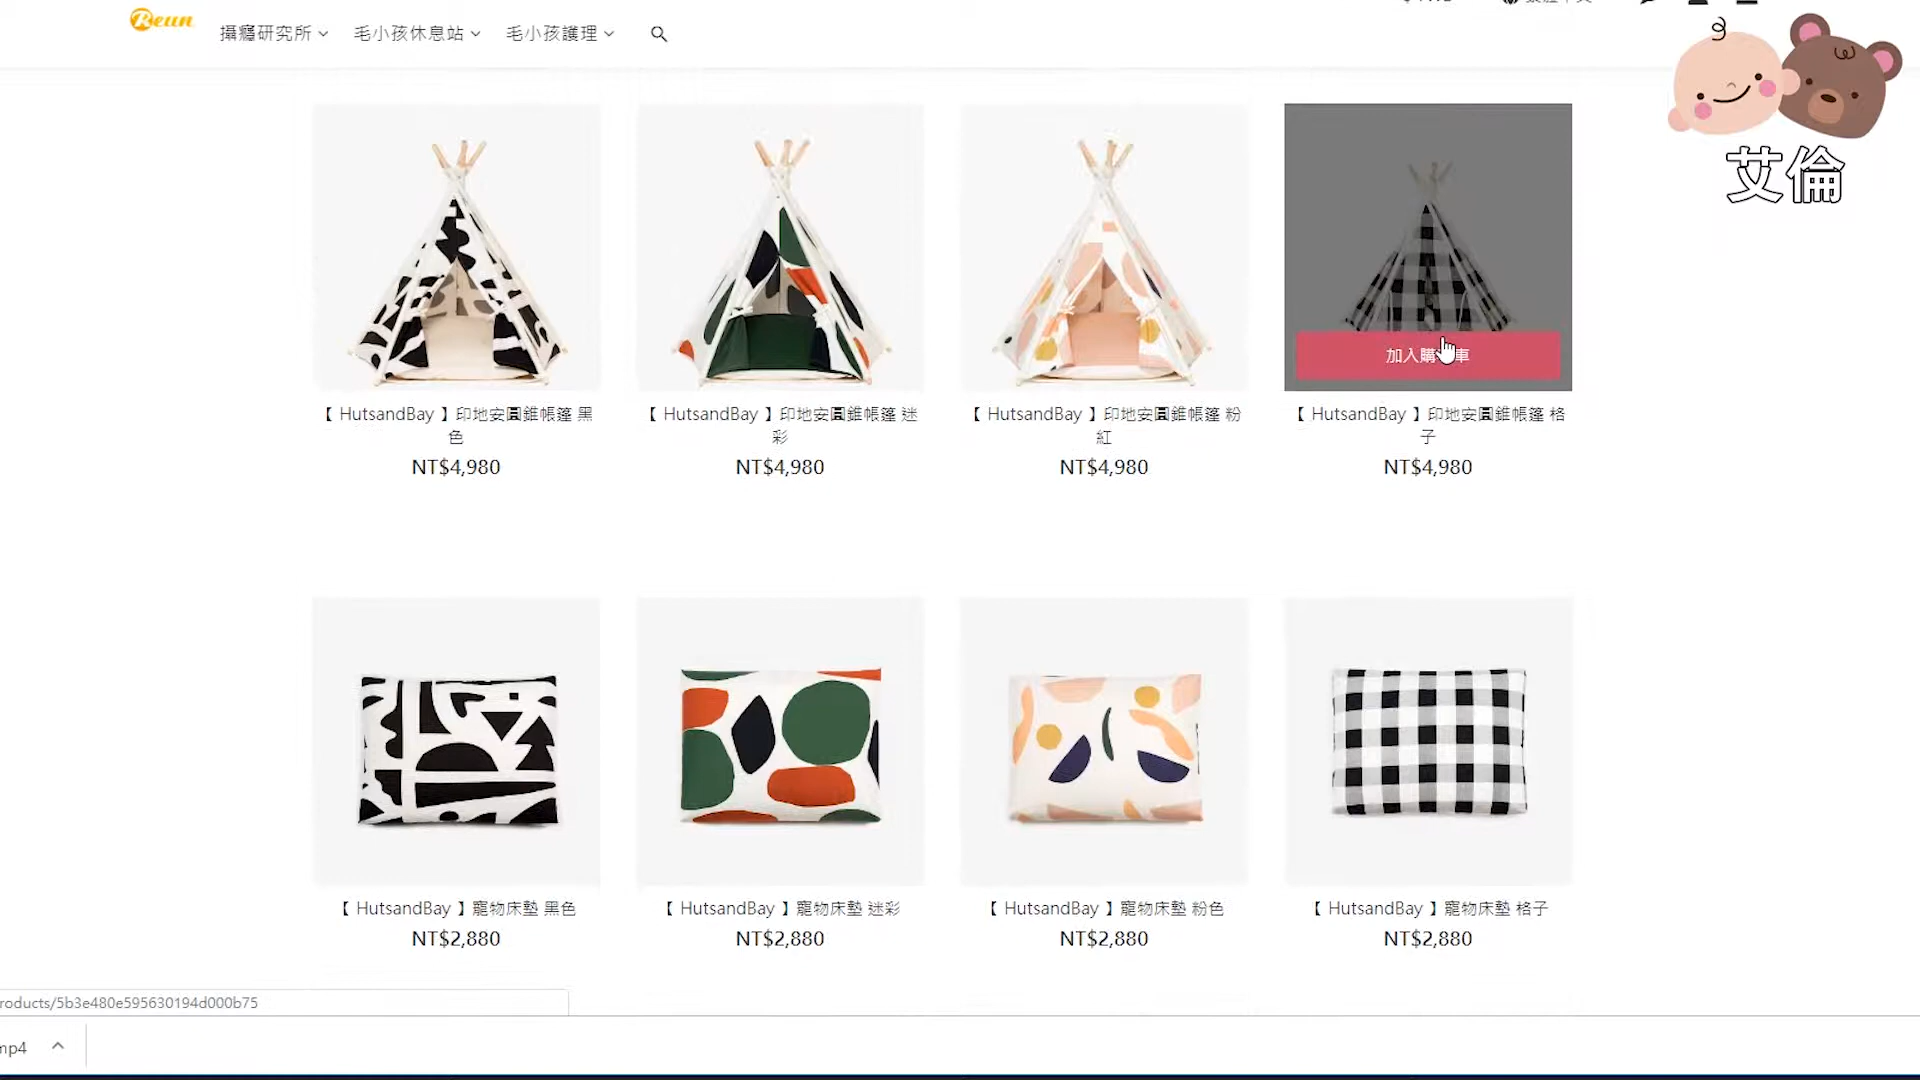 Reun
攝癮研究所
毛小孩休息站
毛小孩護理
艾倫
加入購
車
【 HutsandBay 】印地安圓錐帳篷 黑
色
NT$4,980
【 HutsandBay 】印地安圓錐帳篷 迷
彩
NT$4,980
【 HutsandBay 】印地安圓錐帳篷 粉
紅
NT$4,980
【 HutsandBay 】印地安圓錐帳篷 格
子
NT$4,980
【 HutsandBay 】寵物床墊 黑色
NT$2,880
【 HutsandBay 】寵物床墊 迷彩
NT$2,880
【 HutsandBay 】寵物床墊 粉色
NT$2,880
【 HutsandBay 】寵物床墊 格子
NT$2,880
roducts/5b3e480e595630194d000b75
mp4